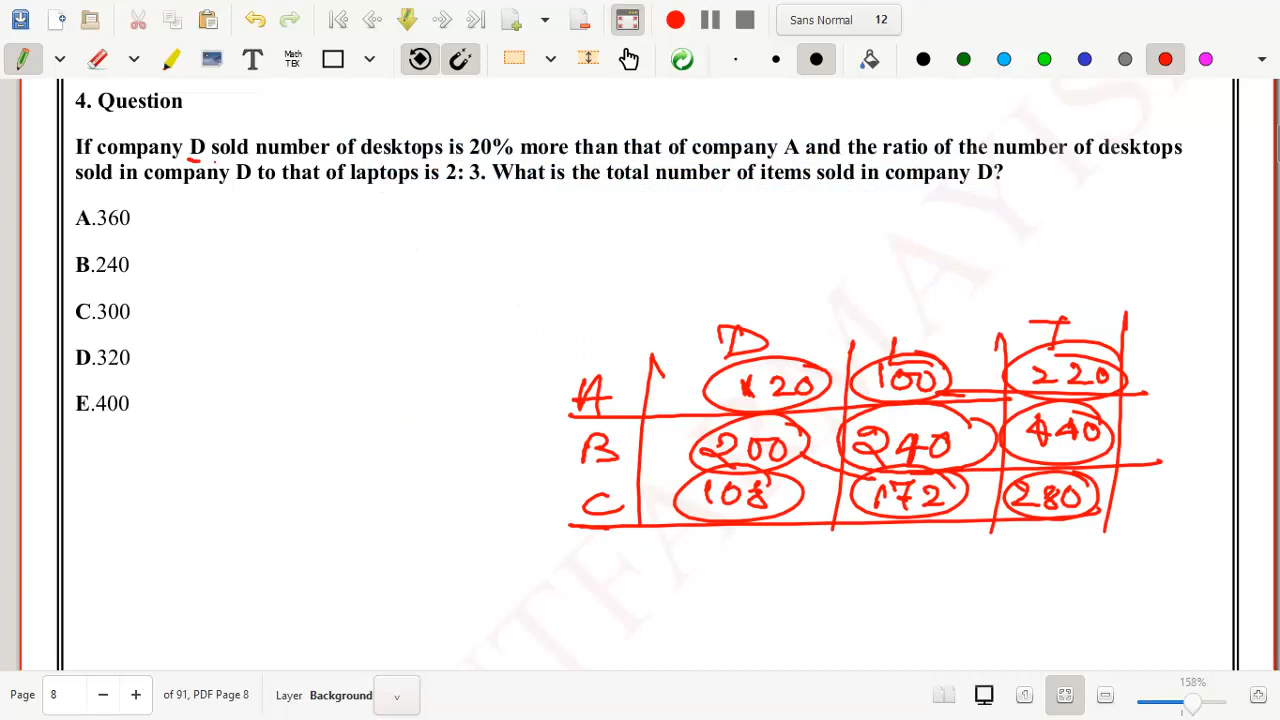 Sans Normal 12
Math
TEX
4. Question
If company D sold number of desktops is 20% more than that of company A and the ratio of the number of desktops
sold in company D to that of laptops is 2: 3. What is the total number of items sold in company D?
A.360
B.240
C.300
D.320
E.400
D L T
A 120 100 220
B 200 240 440
C 108 172 280
Page 8 of 91, PDF Page 8 Layer Background 158%